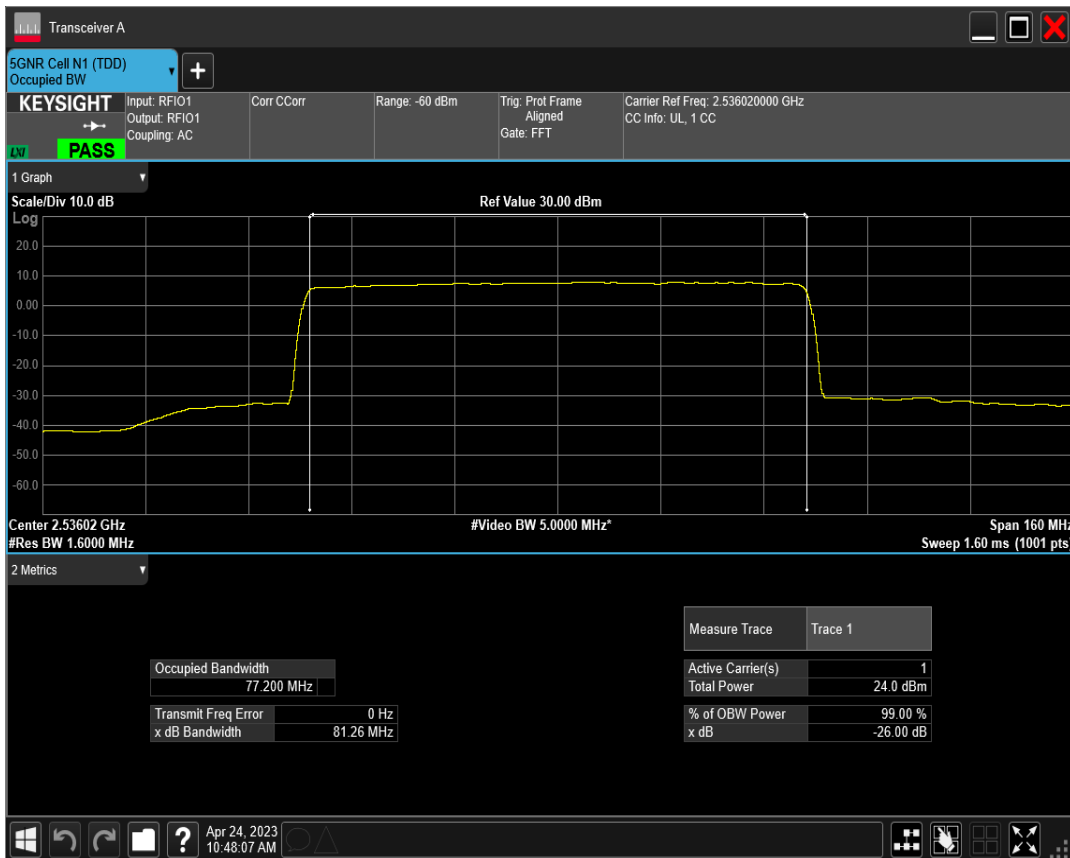 Transceiver A
5GNR Cell N1 (TDD)
Occupied BW
KEYSIGHT
LXI
PASS
Input: RFIO1
Output: RFIO1
Coupling: AC
Corr CCorr
Range: -60 dBm
Trig: Prot Frame
Aligned
Gate: FFT
Carrier Ref Freq: 2.536020000 GHz
CC Info: UL, 1 CC
1 Graph
Scale/Div 10.0 dB
Ref Value 30.00 dBm
Log
20.0
10.0
0.00
-10.0
-20.0
-30.0
-40.0
-50.0
-60.0
Center 2.53602 GHz
#Video BW 5.0000 MHz*
Span 160 MHz
#Res BW 1.6000 MHz
Sweep 1.60 ms (1001 pts)
2 Metrics
Measure Trace Trace 1
Occupied Bandwidth
77.200 MHz
Active Carrier(s) 1
Total Power 24.0 dBm
Transmit Freq Error 0 Hz
x dB Bandwidth 81.26 MHz
% of OBW Power 99.00 %
x dB -26.00 dB
?
Apr 24, 2023
10:48:07 AM